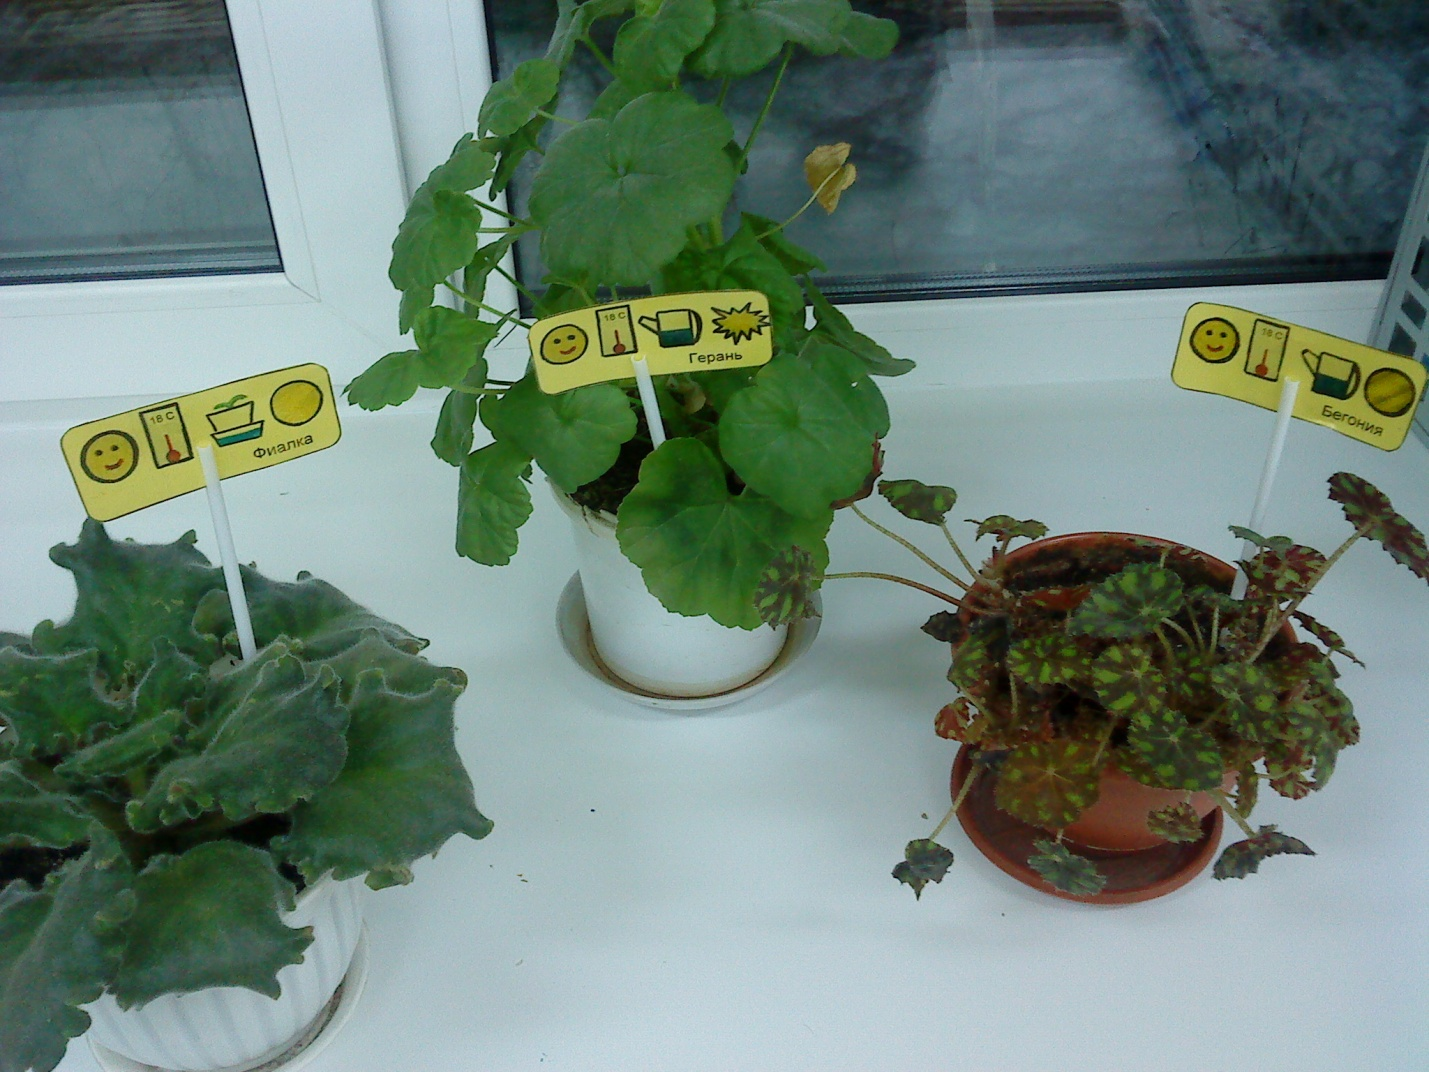 18 C
Фиалка
18 C
Герань
18 C
Бегония